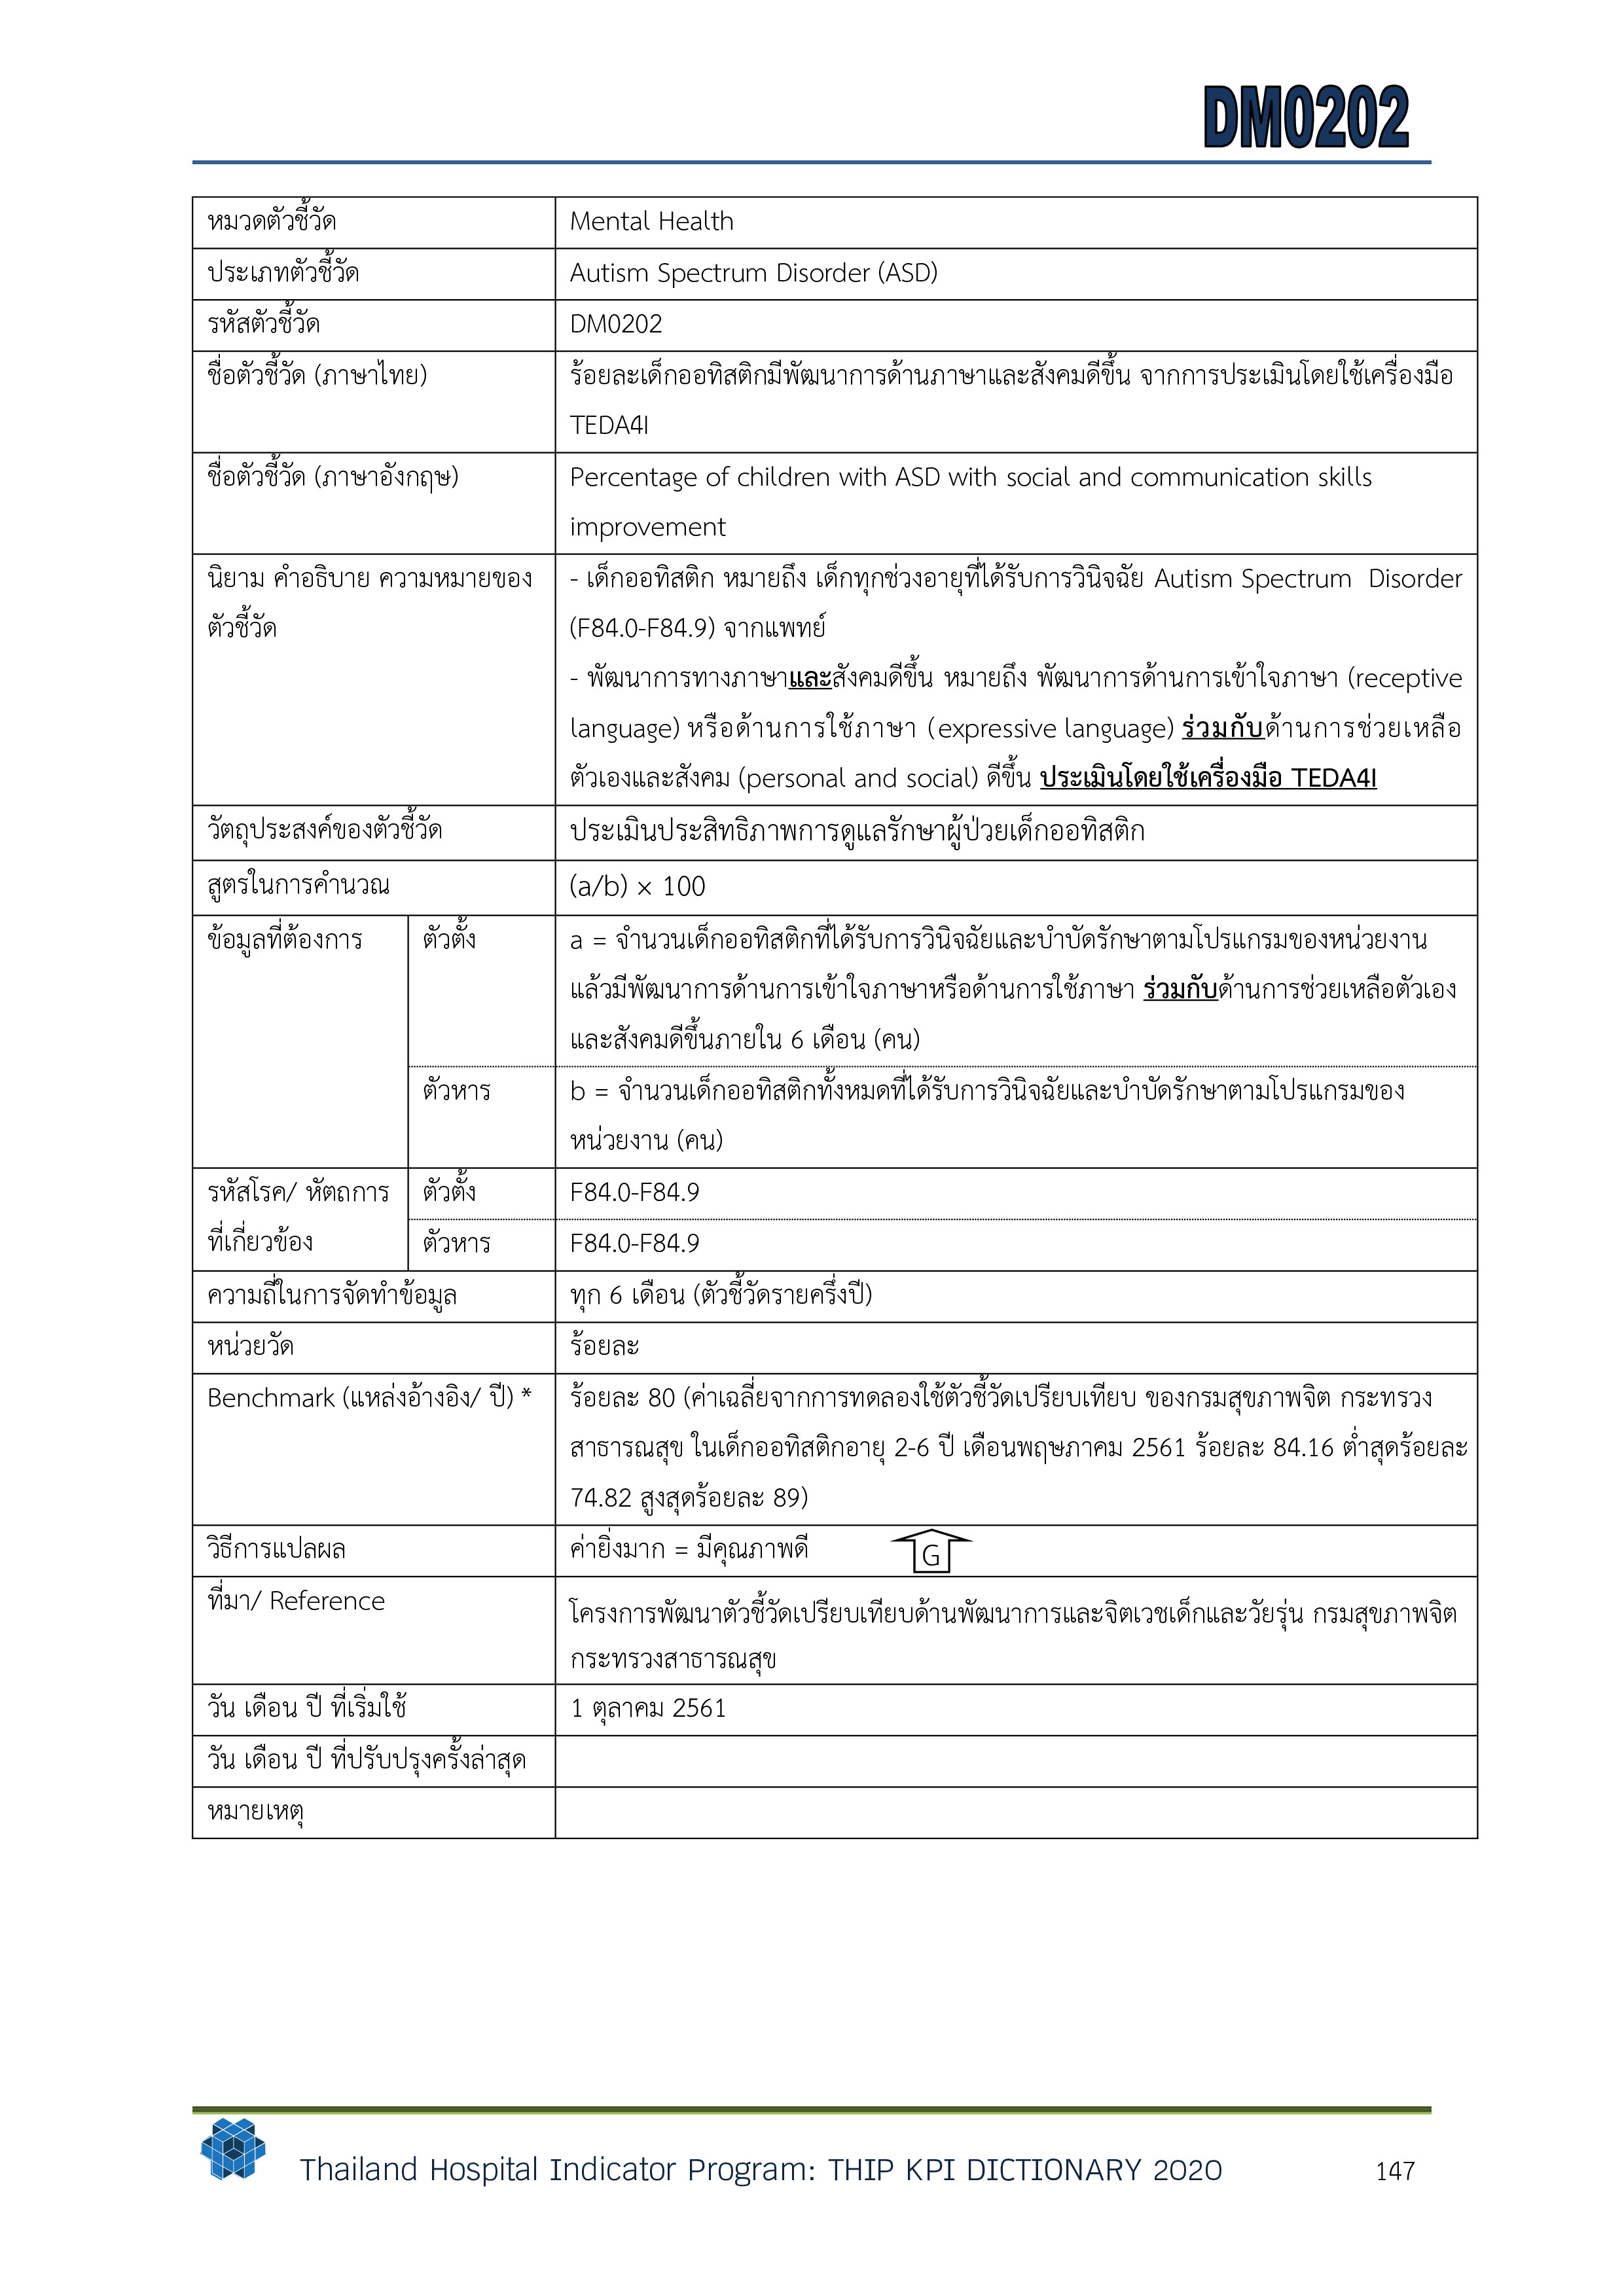 DM0202
หมวดตัวชี้วัด
Mental Health
ประเภทตัวชี้วัด
Autism Spectrum Disorder (ASD)
รหัสตัวชี้วัด
DM0202
ชื่อตัวชี้วัด (ภาษาไทย)
ร้อยละเด็กออทิสติกมีพัฒนาการด้านภาษาและสังคมดีขึ้น จากการประเมินโดยใช้เครื่องมือ
TEDA4I
ชื่อตัวชี้วัด (ภาษาอังกฤษ)
Percentage of children with ASD with social and communication skills
improvement
นิยาม คำอธิบาย ความหมายของ
ตัวชี้วัด
- เด็กออทิสติก หมายถึง เด็กทุกช่วงอายุที่ได้รับการวินิจฉัย Autism Spectrum Disorder
(F84.0-F84.9) จากแพทย์
- พัฒนาการทางภาษาและสังคมดีขึ้น หมายถึง พัฒนาการด้านการเข้าใจภาษา (receptive
language) หรือด้านการใช้ภาษา (expressive language) ร่วมกับด้านการช่วยเหลือ
ตัวเองและสังคม (personal and social) ดีขึ้น ประเมินโดยใช้เครื่องมือ TEDA4I
วัตถุประสงค์ของตัวชี้วัด
ประเมินประสิทธิภาพการดูแลรักษาผู้ป่วยเด็กออทิสติก
สูตรในการคำนวณ
(a/b) × 100
ข้อมูลที่ต้องการ
ตัวตั้ง
a = จำนวนเด็กออทิสติกที่ได้รับการวินิจฉัยและบำบัดรักษาตามโปรแกรมของหน่วยงาน
แล้วมีพัฒนาการด้านการเข้าใจภาษาหรือด้านการใช้ภาษา ร่วมกับด้านการช่วยเหลือตัวเอง
และสังคมดีขึ้นภายใน 6 เดือน (คน)
ตัวหาร
b = จำนวนเด็กออทิสติกทั้งหมดที่ได้รับการวินิจฉัยและบำบัดรักษาตามโปรแกรมของ
หน่วยงาน (คน)
รหัสโรค/ หัตถการ
ที่เกี่ยวข้อง
ตัวตั้ง
F84.0-F84.9
ตัวหาร
F84.0-F84.9
ความถี่ในการจัดทำข้อมูล
ทุก 6 เดือน (ตัวชี้วัดรายครึ่งปี)
หน่วยวัด
ร้อยละ
Benchmark (แหล่งอ้างอิง/ ปี) *
ร้อยละ 80 (ค่าเฉลี่ยจากการทดลองใช้ตัวชี้วัดเปรียบเทียบ ของกรมสุขภาพจิต กระทรวง
สาธารณสุข ในเด็กออทิสติกอายุ 2-6 ปี เดือนพฤษภาคม 2561 ร้อยละ 84.16 ต่ำสุดร้อยละ
74.82 สูงสุดร้อยละ 89)
วิธีการแปลผล
ค่ายิ่งมาก = มีคุณภาพดี
G
ที่มา/ Reference
โครงการพัฒนาตัวชี้วัดเปรียบเทียบด้านพัฒนาการและจิตเวชเด็กและวัยรุ่น กรมสุขภาพจิต
กระทรวงสาธารณสุข
วัน เดือน ปี ที่เริ่มใช้
1 ตุลาคม 2561
วัน เดือน ปี ที่ปรับปรุงครั้งล่าสุด
หมายเหตุ
Thailand Hospital Indicator Program: THIP KPI DICTIONARY 2020
147